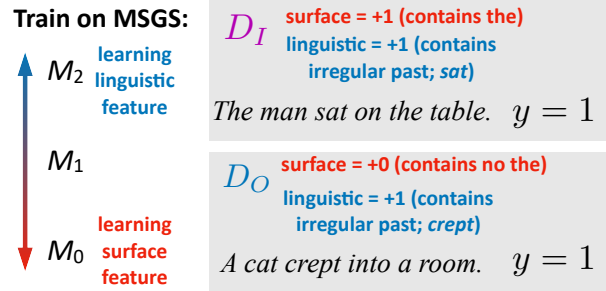 Train on MSGS:
M₂ learning
linguistic
feature
M₁
M₀ learning
surface
feature
D_I surface = +1 (contains the)
linguistic = +1 (contains
irregular past; sat)
The man sat on the table. y = 1
D_O surface = +0 (contains no the)
linguistic = +1 (contains
irregular past; crept)
A cat crept into a room. y = 1